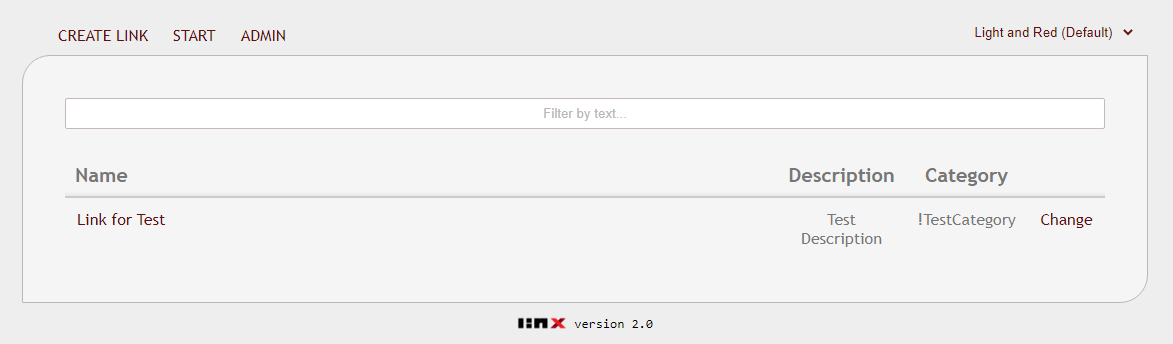 CREATE LINK START ADMIN Light and Red (Default)
Filter by text...
Name Description Category
Link for Test Test Description !TestCategory Change
linX version 2.0